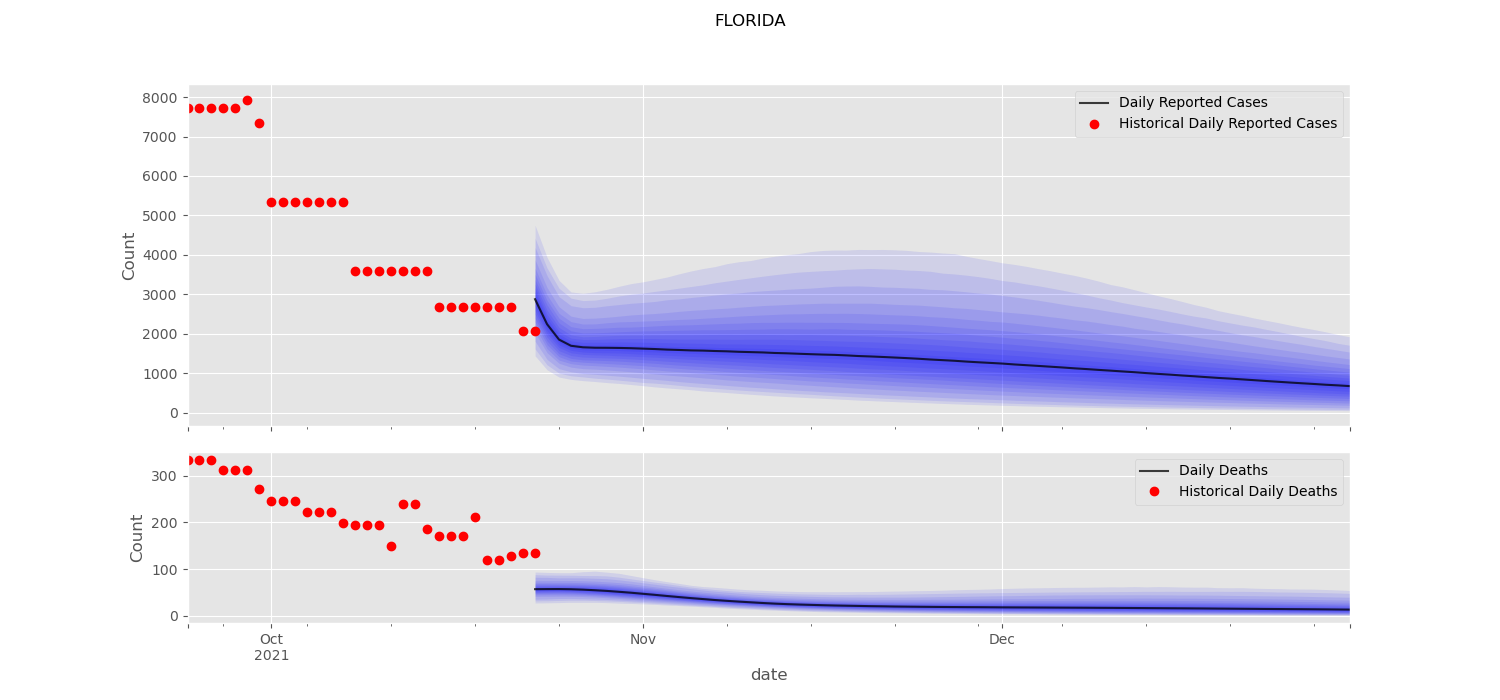 FLORIDA
8000
7000
6000
5000
4000
3000
2000
1000
0
Count
Daily Reported Cases
Historical Daily Reported Cases
300
200
100
0
Count
Daily Deaths
Historical Daily Deaths
Oct
2021
Nov
Dec
date